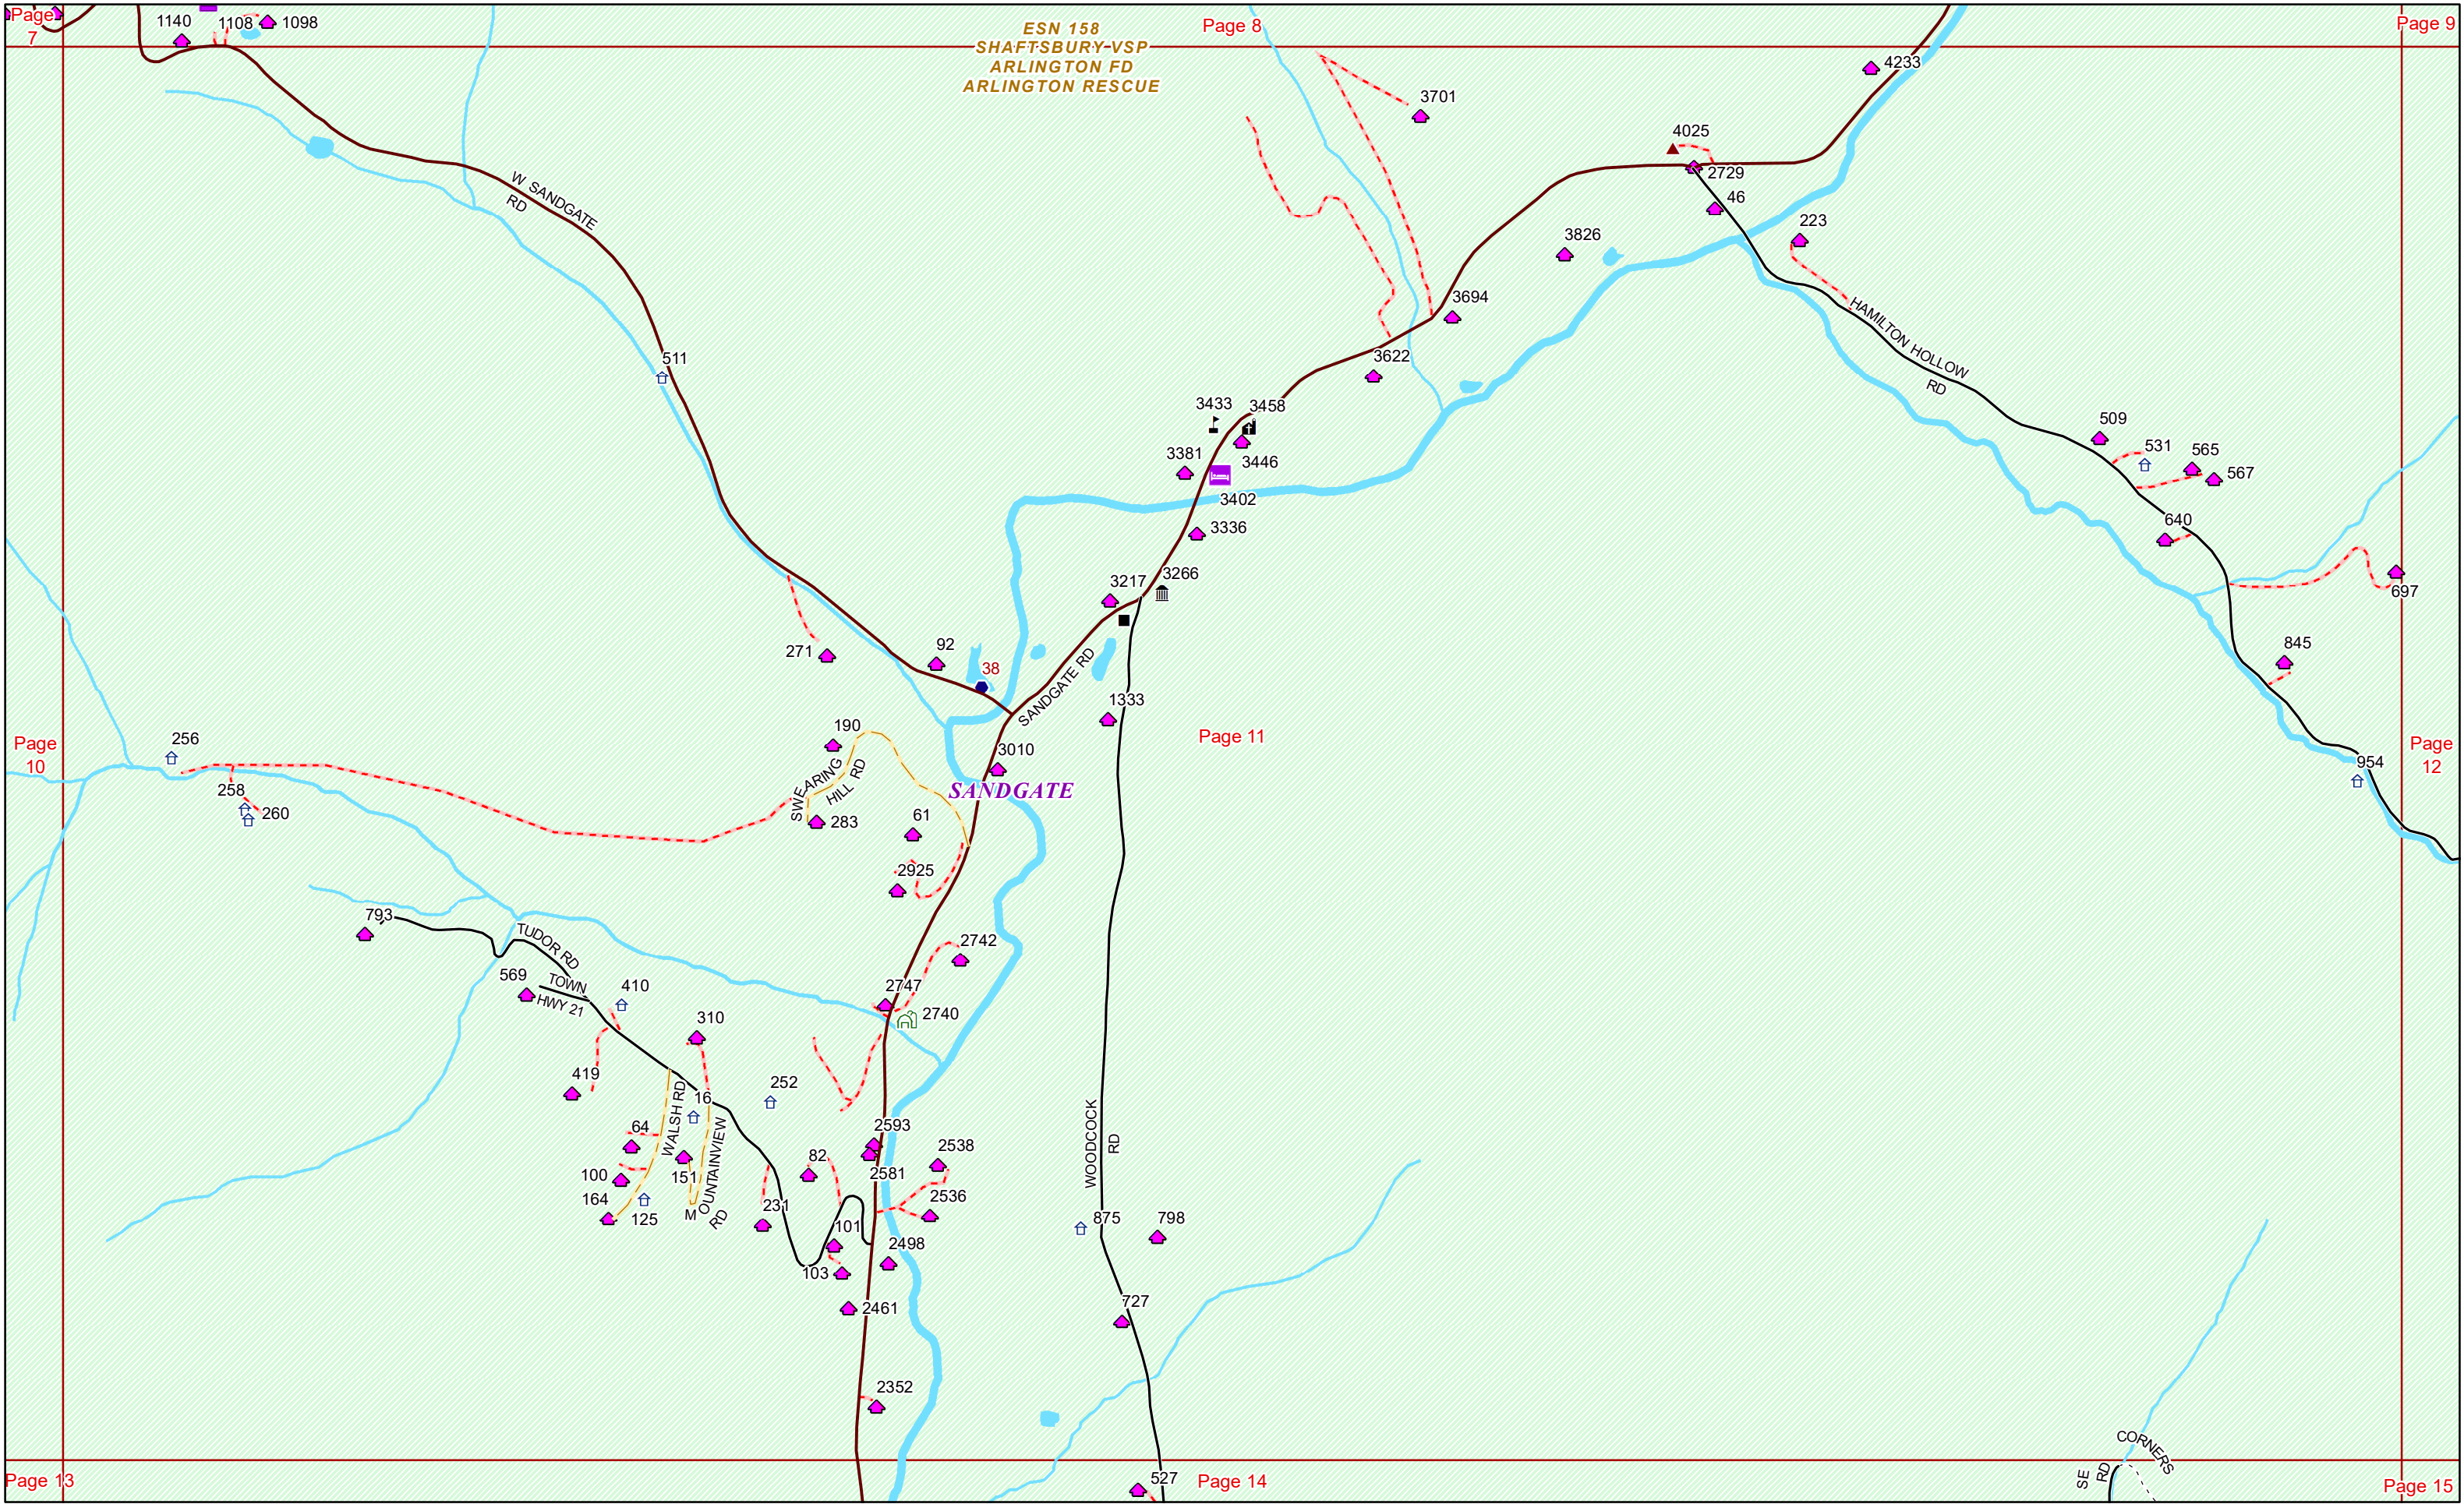 Page
7
1140
1108
1098
ESN 158
SHAFTSBURY VSP
ARLINGTON FD
ARLINGTON RESCUE
Page 8
Page 9
4233
3701
4025
2729
46
223
W SANDGATE
RD
3826
3694
HAMILTON HOLLOW
RD
511
3622
3433
3458
3446
3381
3402
509
531
565
567
3336
640
3217
3266
697
271
92
38
SANDGATE RD
845
1333
Page
10
256
190
3010
Page 11
Page
12
954
258
260
SWEARING
HILL
RD
283
SANDGATE
61
2925
793
TUDOR RD
2742
569
TOWN
HWY 21
410
2747
2740
310
419
252
16
WALSH RD
MOUNTAINVIEW
RD
64
2593
2538
100
151
82
2581
164
125
231
2536
WOODCOCK
RD
101
875
798
2498
103
2461
727
2352
CORNERS
SE
RD
Page 13
527
Page 14
Page 15